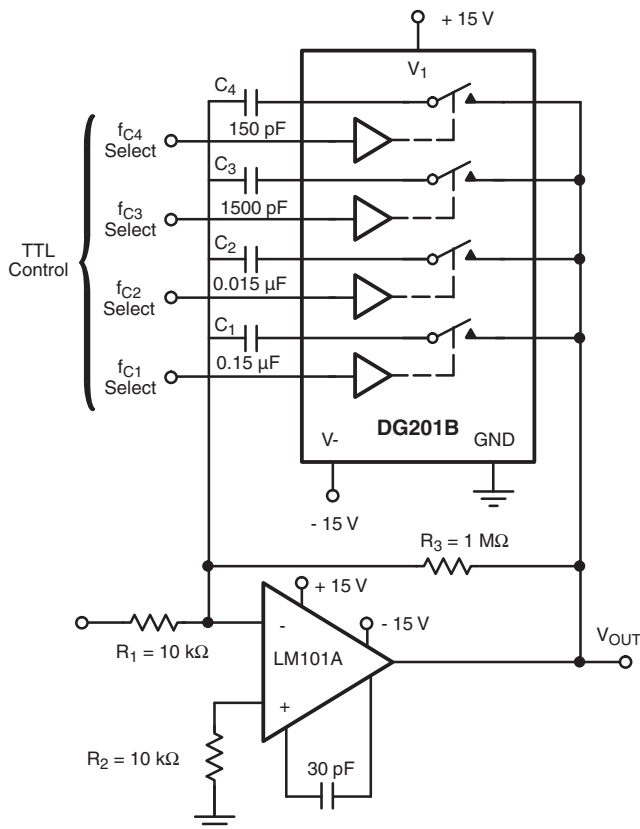 + 15 V
V1
C4
150 pF
fC4
Select
C3
1500 pF
fC3
Select
TTL
Control
C2
0.015 µF
fC2
Select
C1
0.15 µF
fC1
Select
DG201B
V-
GND
- 15 V
R3 = 1 MΩ
+ 15 V
- 15 V
-
LM101A
+
R1 = 10 kΩ
VOUT
R2 = 10 kΩ
30 pF